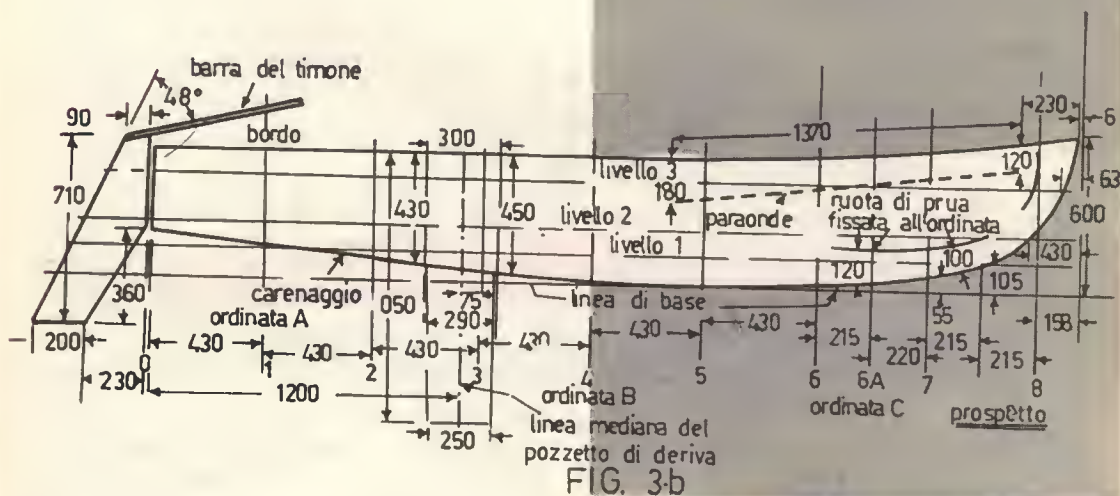 barra del timone
90
48°
bordo
300
1370
230
6
livello 3
120
63
710
180
430
450
ruota di prua
livello 2
paraonde
fissata all'ordinata
600
livello 1
100
430
360
carenaggio
050
75
linea di base
120
105
ordinata A
290
55
158
200
430
430
430
430
430
430
215
215
220
215
0
1
2
3
4
5
6
6A
7
8
230
1200
ordinata B
ordinata C
prospetto
250
linea mediana del
pozzetto di deriva
FIG. 3-b